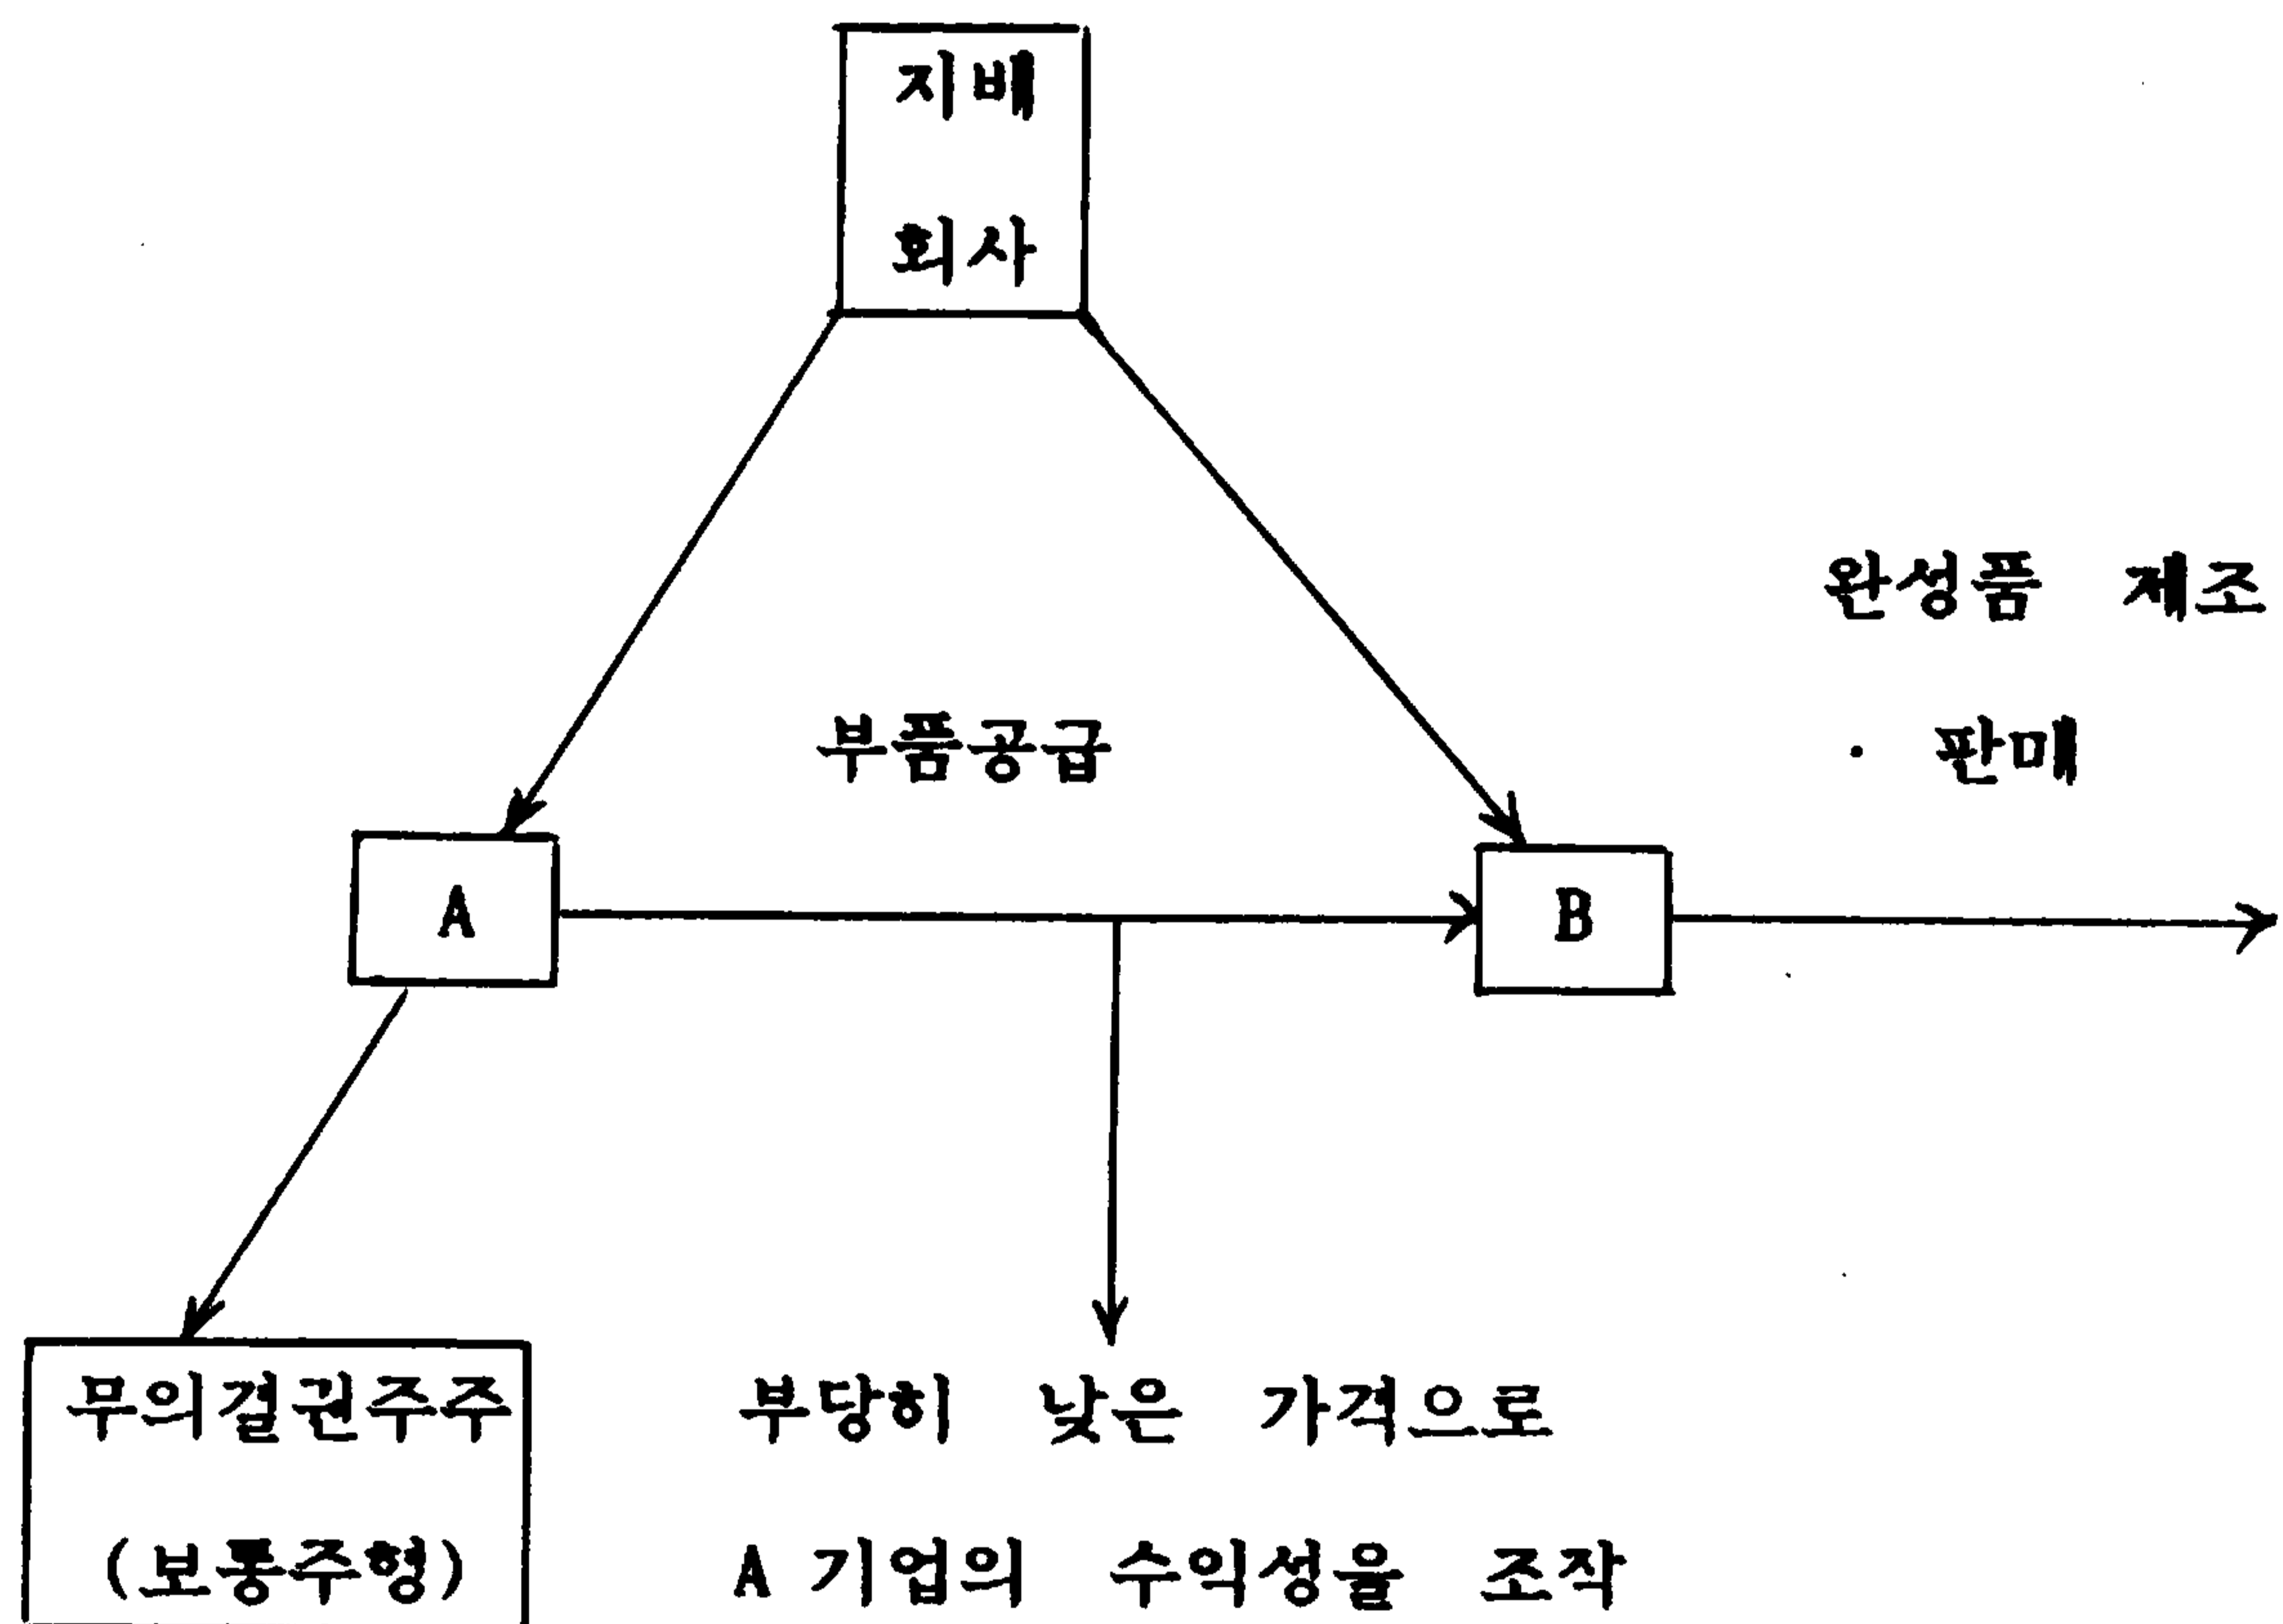 지배
회사
완성품 제조
· 판매
부품공급
A
B
무의결권주주
(보통주형)
부당히 낮은 가격으로
A 기업의 수익성을 조작